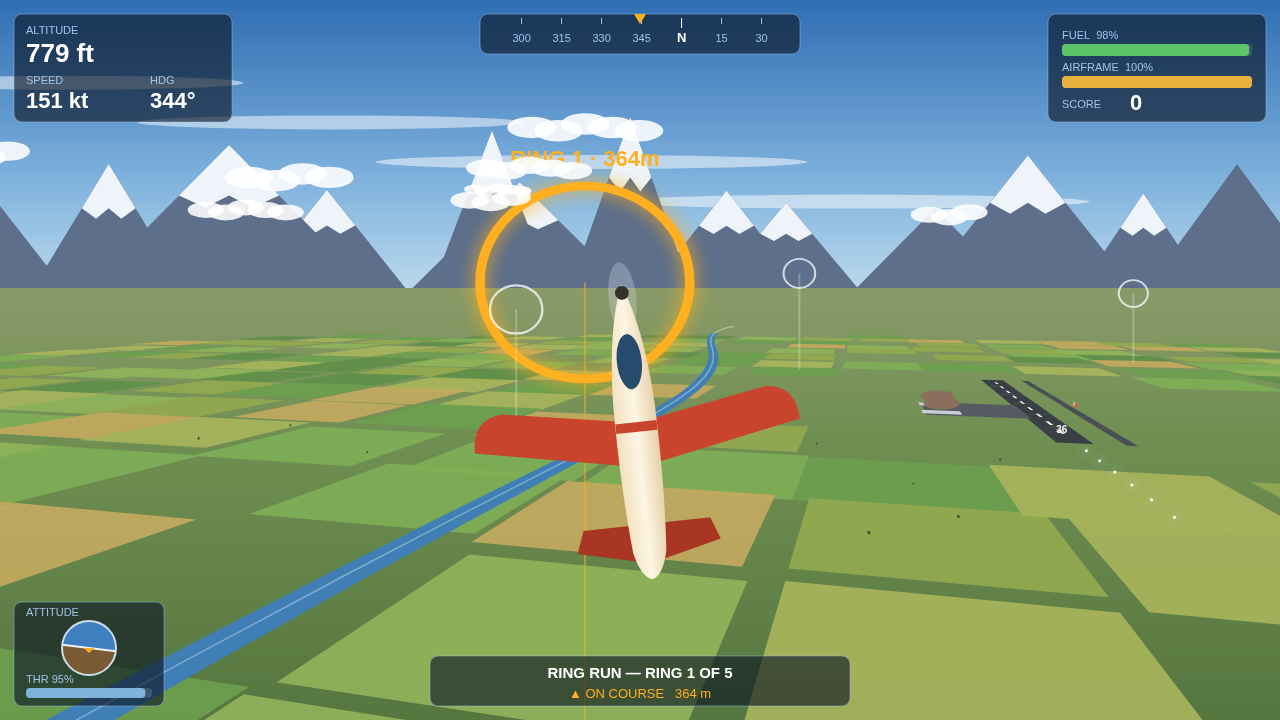 ALTITUDE
779 ft
SPEED HDG
151 kt 344°
300 315 330 345 N 15 30
FUEL 98%
AIRFRAME 100%
SCORE 0
RING 1 · 364m
36
ATTITUDE
THR 95%
RING RUN — RING 1 OF 5
▲ ON COURSE 364 m